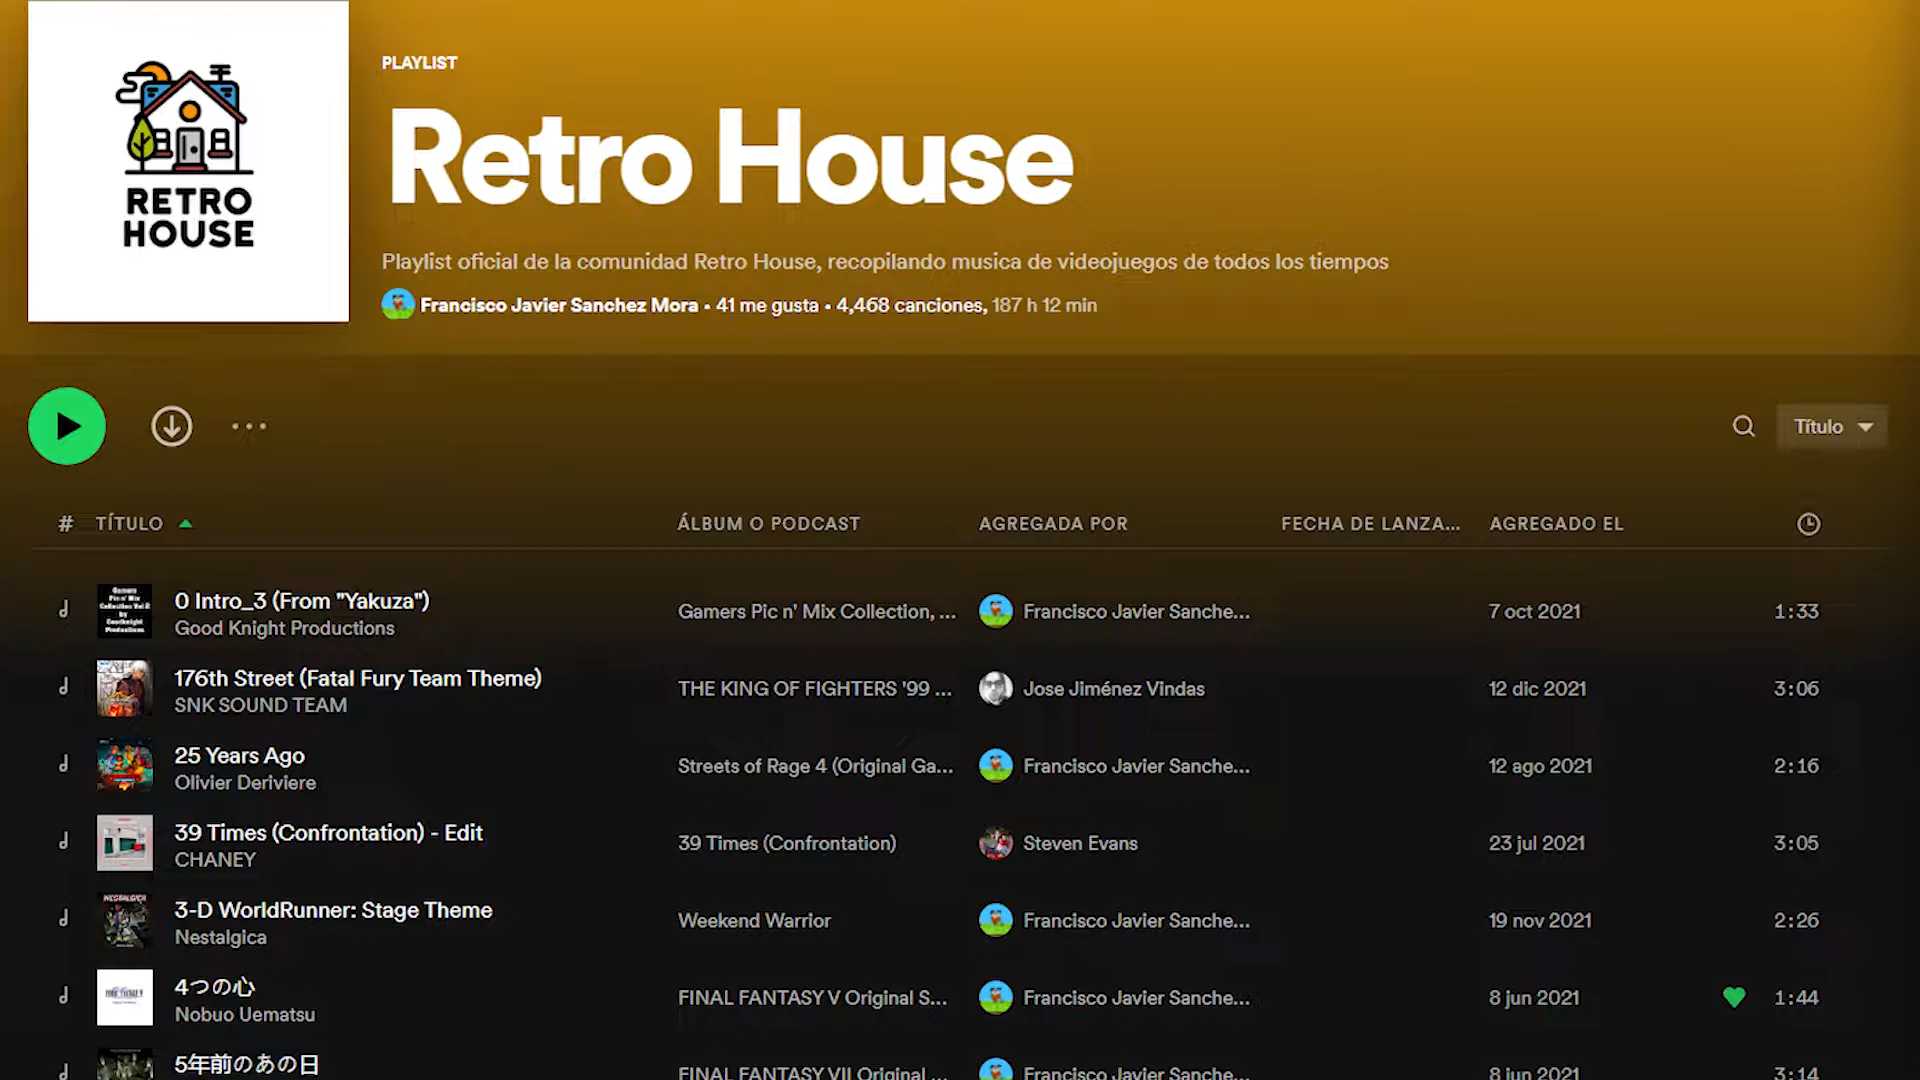 RETRO
HOUSE
PLAYLIST
Retro House
Playlist oficial de la comunidad Retro House, recopilando musica de videojuegos de todos los tiempos
Francisco Javier Sanchez Mora • 41 me gusta • 4,468 canciones, 187 h 12 min
Título
# TÍTULO ÁLBUM O PODCAST AGREGADA POR FECHA DE LANZA... AGREGADO EL
0 Intro_3 (From "Yakuza")
Good Knight Productions
Gamers Pic n' Mix Collection, ... Francisco Javier Sanche... 7 oct 2021 1:33
176th Street (Fatal Fury Team Theme)
SNK SOUND TEAM
THE KING OF FIGHTERS '99 ... Jose Jiménez Vindas 12 dic 2021 3:06
25 Years Ago
Olivier Deriviere
Streets of Rage 4 (Original Ga... Francisco Javier Sanche... 12 ago 2021 2:16
39 Times (Confrontation) - Edit
CHANEY
39 Times (Confrontation) Steven Evans 23 jul 2021 3:05
3-D WorldRunner: Stage Theme
Nestalgica
Weekend Warrior Francisco Javier Sanche... 19 nov 2021 2:26
4つの心
Nobuo Uematsu
FINAL FANTASY V Original S... Francisco Javier Sanche... 8 jun 2021 1:44
5年前のあの日
FINAL FANTASY VII Original ... Francisco Javier Sanche... 8 jun 2021 3:14